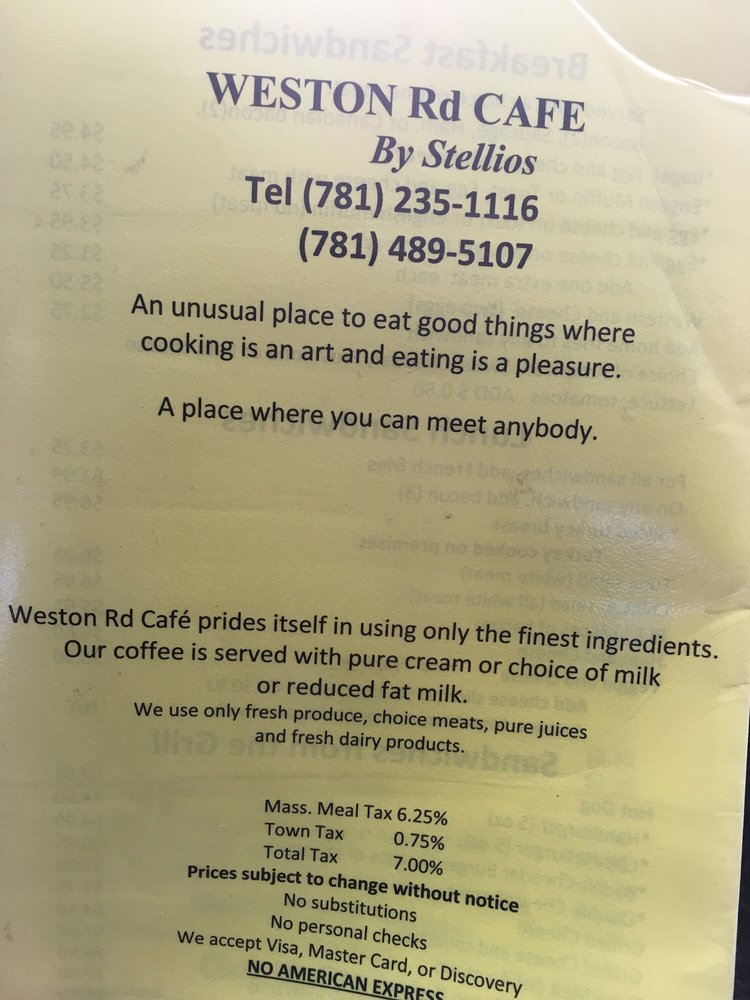 WESTON Rd CAFE
By Stellios
Tel (781) 235-1116
(781) 489-5107
An unusual place to eat good things where
cooking is an art and eating is a pleasure.
A place where you can meet anybody.
Weston Rd Café prides itself in using only the finest ingredients.
Our coffee is served with pure cream or choice of milk
or reduced fat milk.
We use only fresh produce, choice meats, pure juices
and fresh dairy products.
Mass. Meal Tax 6.25%
Town Tax 0.75%
Total Tax 7.00%
Prices subject to change without notice
No substitutions
No personal checks
We accept Visa, Master Card, or Discovery
NO AMERICAN EXPRESS